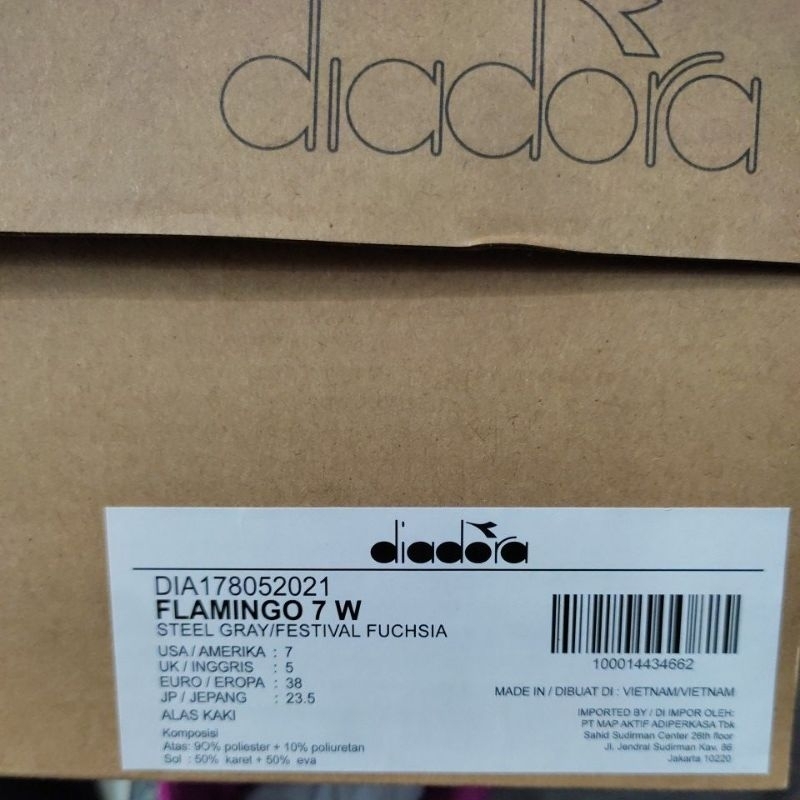 diadora
diadora
DIA178052021
FLAMINGO 7 W
STEEL GRAY/FESTIVAL FUCHSIA
USA / AMERIKA : 7
UK / INGGRIS : 5
EURO / EROPA : 38
JP / JEPANG : 23.5
ALAS KAKI
Komposisi
Atas: 90% poliester + 10% poliuretan
Sol : 50% karet + 50% eva
100014434662
MADE IN / DIBUAT DI : VIETNAM/VIETNAM
IMPORTED BY / DI IMPOR OLEH:
PT MAP AKTIF ADIPERKASA Tbk
Sahid Sudirman Center 26th floor
Jl. Jendral Sudirman Kav. 86
Jakarta 10220